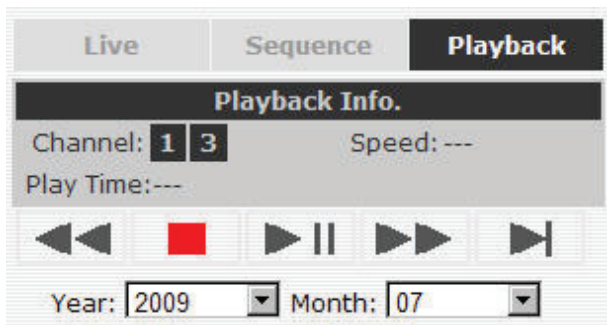 Live Sequence Playback
Playback Info.
Channel: 1 3 Speed: ---
Play Time:---
Year: 2009 Month: 07